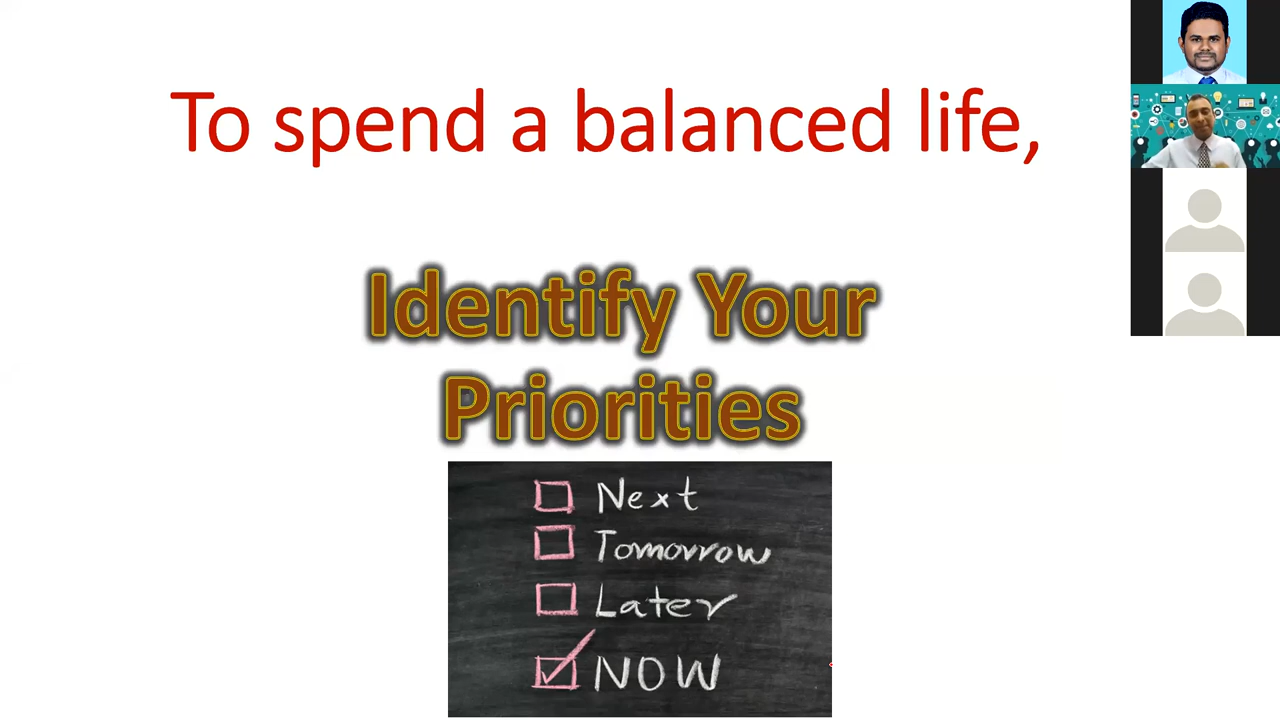 To spend a balanced life,
Identify Your
Priorities
Next
Tomorrow
Later
NOW